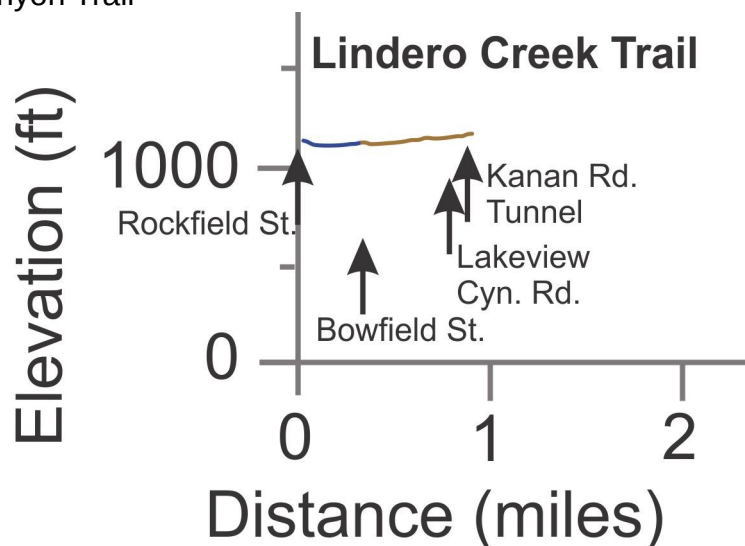 Trail
Lindero Creek Trail
Elevation (ft)
1000
Kanan Rd.
Tunnel
Rockfield St.
Lakeview
Cyn. Rd.
Bowfield St.
0
0 1 2
Distance (miles)